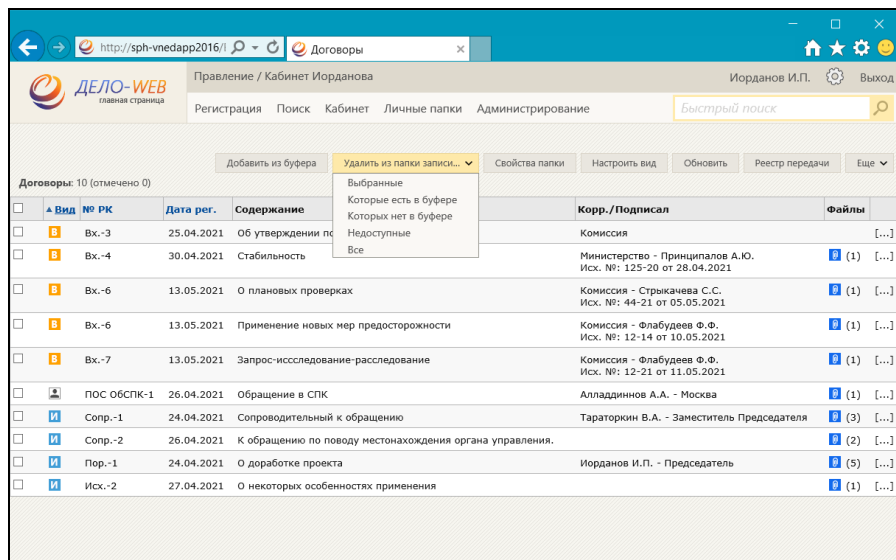 http://sph-vnedapp2016/l
Договоры
ДЕЛО-WEB
главная страница
Правление / Кабинет Иорданова
Иорданов И.П.
Выход
Регистрация Поиск Кабинет Личные папки Администрирование
Быстрый поиск
Добавить из буфера Удалить из папки записи... Свойства папки Настроить вид Обновить Реестр передачи Еще
Выбранные
Которые есть в буфере
Которых нет в буфере
Недоступные
Все
Договоры: 10 (отмечено 0)
Вид № РК Дата рег. Содержание Корр./Подписал Файлы
В Вх.-3 25.04.2021 Об утверждении Комиссия [...]
В Вх.-4 30.04.2021 Стабильность Министерство - Принципалов А.Ю. (1) [...]
Исх. №: 125-20 от 28.04.2021
В Вх.-6 13.05.2021 О плановых проверках Комиссия - Стрыкачева С.С. (1) [...]
Исх. №: 44-21 от 05.05.2021
В Вх.-6 13.05.2021 Применение новых мер предосторожности Комиссия - Флабудеев Ф.Ф. (1) [...]
Исх. №: 12-14 от 10.05.2021
В Вх.-7 13.05.2021 Запрос-иссследование-расследование Комиссия - Флабудеев Ф.Ф. (1) [...]
Исх. №: 12-21 от 11.05.2021
ПОС ОбСПК-1 26.04.2021 Обращение в СПК Алладдиннов А.А. - Москва (1) [...]
И Сопр.-1 24.04.2021 Сопроводительный к обращению Тараторкин В.А. - Заместитель Председателя (3) [...]
И Сопр.-2 26.04.2021 К обращению по поводу местонахождения органа управления. (2) [...]
И Пор.-1 24.04.2021 О доработке проекта Иорданов И.П. - Председатель (5) [...]
И Исх.-2 27.04.2021 О некоторых особенностях применения (1) [...]